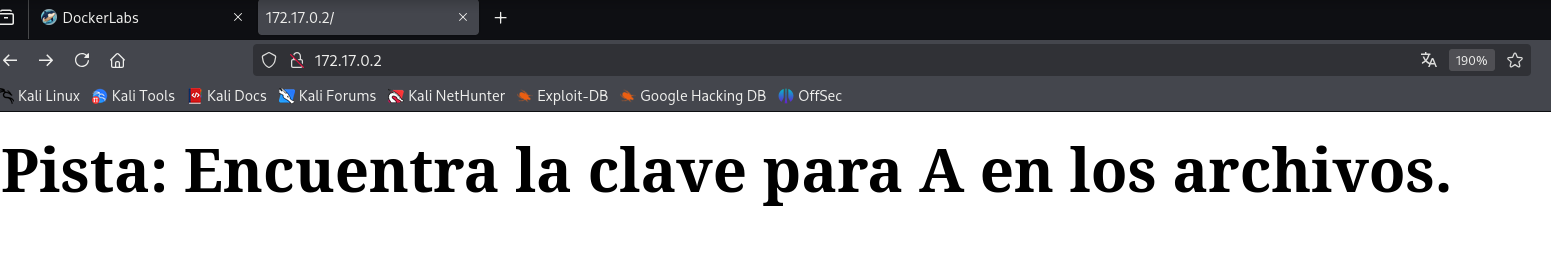 DockerLabs
172.17.0.2/
172.17.0.2
190%
Kali Linux Kali Tools Kali Docs Kali Forums Kali NetHunter Exploit-DB Google Hacking DB OffSec
Pista: Encuentra la clave para A en los archivos.